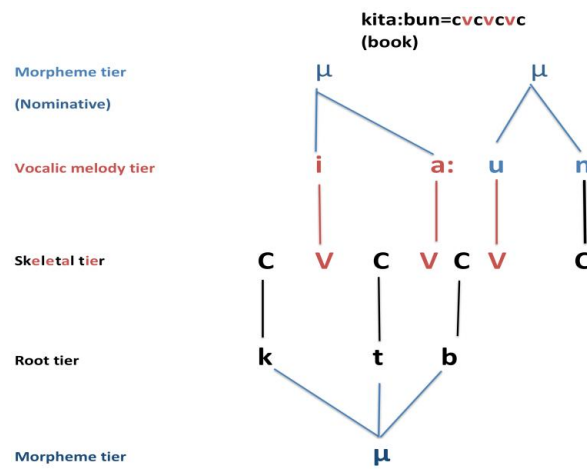 kita:bun=cvcvcvc
(book)
Morpheme tier μ μ
(Nominative)
Vocalic melody tier i a: u n
Skeletal tier C V C V C V C
Root tier k t b
Morpheme tier μ